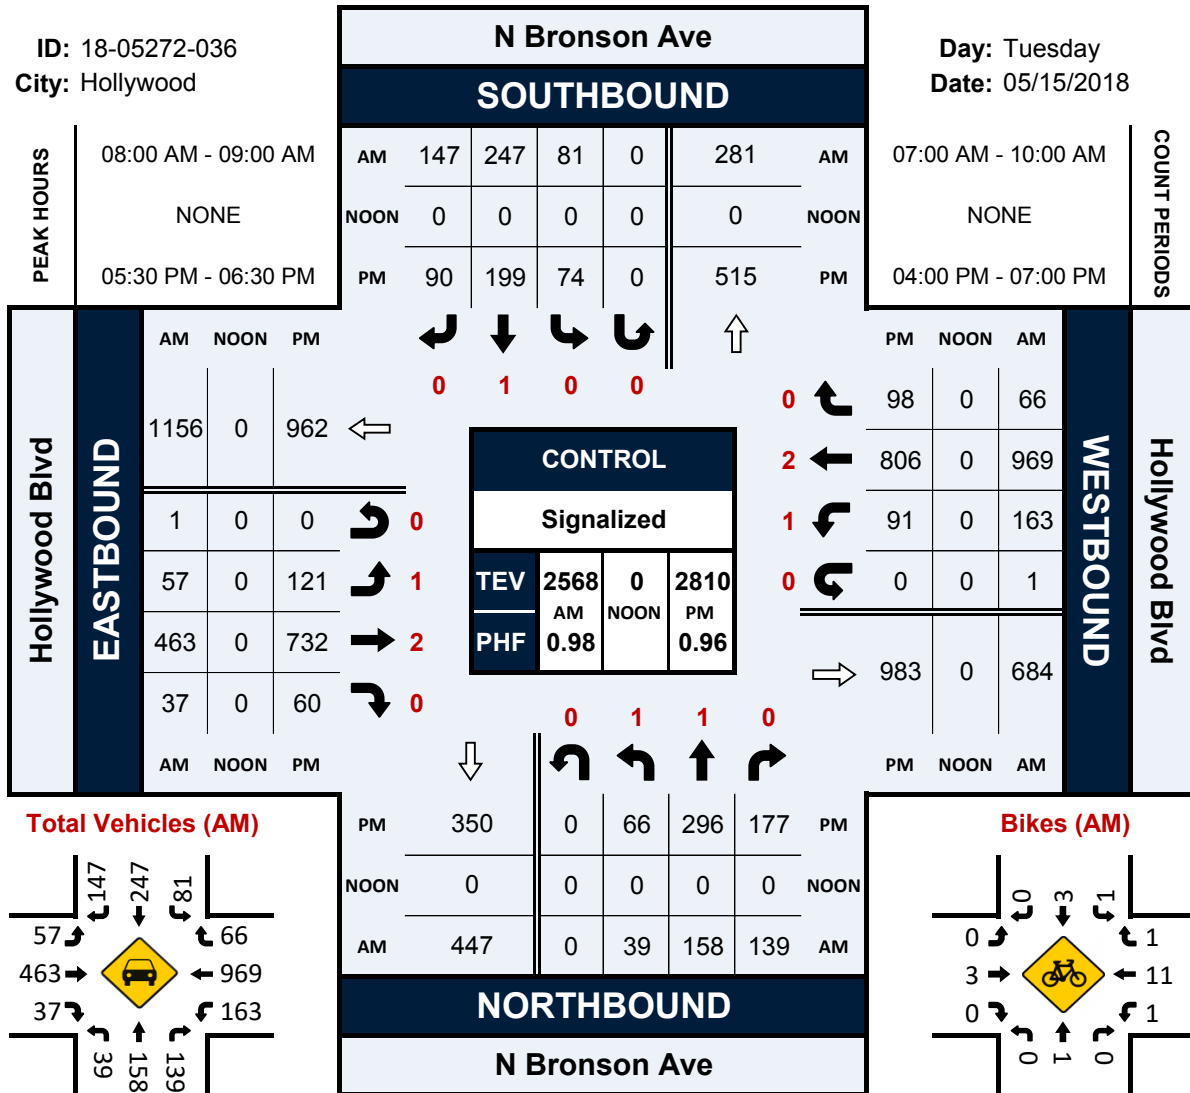 N Bronson Ave
ID: 18-05272-036
City: Hollywood
Day: Tuesday
Date: 05/15/2018
SOUTHBOUND
PEAK HOURS
08:00 AM - 09:00 AM
NONE
05:30 PM - 06:30 PM
AM 147 247 81 0 281 AM
NOON 0 0 0 0 0 NOON
PM 90 199 74 0 515 PM
07:00 AM - 10:00 AM
NONE
04:00 PM - 07:00 PM
COUNT PERIODS
0 1 0 0
Hollywood Blvd
EASTBOUND
AM NOON PM
1156 0 962
1 0 0 0
57 0 121 1
463 0 732 2
37 0 60 0
AM NOON PM
CONTROL
Signalized
TEV 2568 0 2810
AM NOON PM
PHF 0.98 0.96
PM NOON AM
0 98 0 66
2 806 0 969
1 91 0 163
0 0 0 1
983 0 684
PM NOON AM
WESTBOUND
Hollywood Blvd
0 1 1 0
PM 350 0 66 296 177 PM
NOON 0 0 0 0 0 NOON
AM 447 0 39 158 139 AM
NORTHBOUND
N Bronson Ave
Total Vehicles (AM)
147 247 81
57 66
463 969
37 163
39 158 139
Bikes (AM)
0 3 1
0 1
3 11
0 1
0 1 0